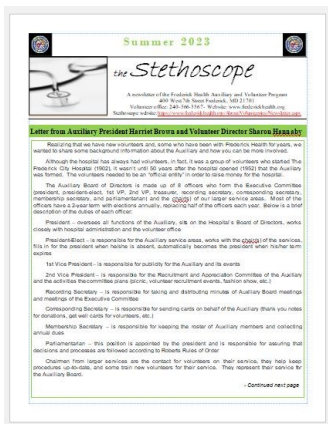 Summer 2023
the Stethoscope
A newsletter of the Frederick Health Auxiliary and Volunteer Program
400 West 7th Street Frederick, MD 21701
Volunteer office: 240-566-3567- Website: www.frederickhealth.org
Stethoscope website:
Letter from Auxiliary President Harriet Brown and Volunteer Director Sharon Hannaby
Realizing that we have new volunteers and, some who have been with Frederick Health for years, we
wanted to share some background information about the Auxiliary and how you can be more involved.
Although the hospital has always had volunteers, in fact, it was a group of volunteers who started The
Frederick City Hospital (1902), it wasn't until 50 years after the hospital opened (1952) that the Auxiliary
was formed. The volunteers needed to be an "official entity" in order to raise money for the hospital.
The Auxiliary Board of Directors is made up of 8 officers who form the Executive Committee
(president, president-elect, 1st VP, 2nd VP, treasurer, recording secretary, corresponding secretary,
membership secretary, and parliamentarian) and the chair(s) of our larger service areas. Most of the
officers have a 2-year term with elections annually, replacing half of the officers each year. Below is a brief
description of the duties of each officer:
President – oversees all functions of the Auxiliary, sits on the Hospital's Board of Directors, works
closely with hospital administration and the volunteer office
President-Elect – is responsible for the Auxiliary service areas, works with the chair(s) of the services,
fills in for the president when he/she is absent, automatically becomes the president when his/her term
expires
1st Vice President – is responsible for publicity for the Auxiliary and its events
2nd Vice President – is responsible for the Recruitment and Appreciation Committee of the Auxiliary
and the activities the committee plans (picnic, volunteer recruitment events, fashion show, etc.)
Recording Secretary – is responsible for taking and distributing minutes of Auxiliary Board meetings
and meetings of the Executive Committee
Corresponding Secretary – is responsible for sending cards on behalf of the Auxiliary (thank you notes
for donations, get well cards for volunteers, etc.)
Membership Secretary – is responsible for keeping the roster of Auxiliary members and collecting
annual dues
Parliamentarian – this position is appointed by the president and is responsible for assuring that
decisions and processes are followed according to Roberts Rules of Order
Chairmen from larger services are the contact for volunteers on their service, they help keep
procedures up-to-date, and some train new volunteers for their service. They represent their service for
the Auxiliary Board.
- Continued next page